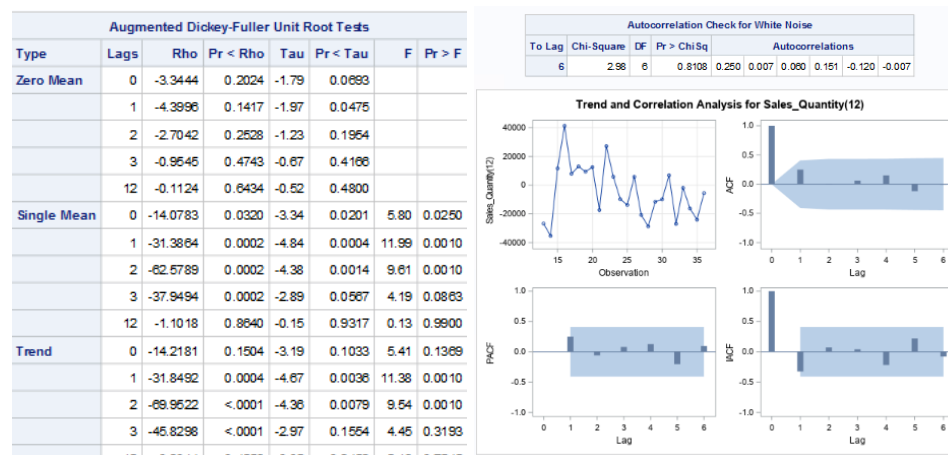 Augmented Dickey-Fuller Unit Root Tests
Type Lags Rho Pr < Rho Tau Pr < Tau F Pr > F
Zero Mean 0 -3.3444 0.2024 -1.79 0.0693
1 -4.3996 0.1417 -1.97 0.0475
2 -2.7042 0.2528 -1.23 0.1954
3 -0.9545 0.4743 -0.67 0.4166
12 -0.1124 0.6434 -0.52 0.4800
Single Mean 0 -14.0783 0.0320 -3.34 0.0201 5.80 0.0250
1 -31.3864 0.0002 -4.84 0.0004 11.99 0.0010
2 -62.5789 0.0002 -4.38 0.0014 9.61 0.0010
3 -37.9494 0.0002 -2.89 0.0567 4.19 0.0863
12 -1.1018 0.8640 -0.15 0.9317 0.13 0.9900
Trend 0 -14.2181 0.1504 -3.19 0.1033 5.41 0.1369
1 -31.8492 0.0004 -4.67 0.0036 11.38 0.0010
2 -69.9522 <.0001 -4.36 0.0079 9.54 0.0010
3 -45.8298 <.0001 -2.97 0.1554 4.45 0.3193
Autocorrelation Check for White Noise
To Lag Chi-Square DF Pr > ChiSq Autocorrelations
6 2.98 6 0.8108 0.250 0.007 0.060 0.151 -0.120 -0.007
Trend and Correlation Analysis for Sales_Quantity(12)
Sales_Quantity(12)
40000
20000
0
-20000
-40000
15 20 25 30 35
Observation
ACF
1.0
0.5
0.0
-0.5
-1.0
0 1 2 3 4 5 6
Lag
PACF
1.0
0.5
0.0
-0.5
-1.0
0 1 2 3 4 5 6
Lag
IACF
1.0
0.5
0.0
-0.5
-1.0
0 1 2 3 4 5 6
Lag